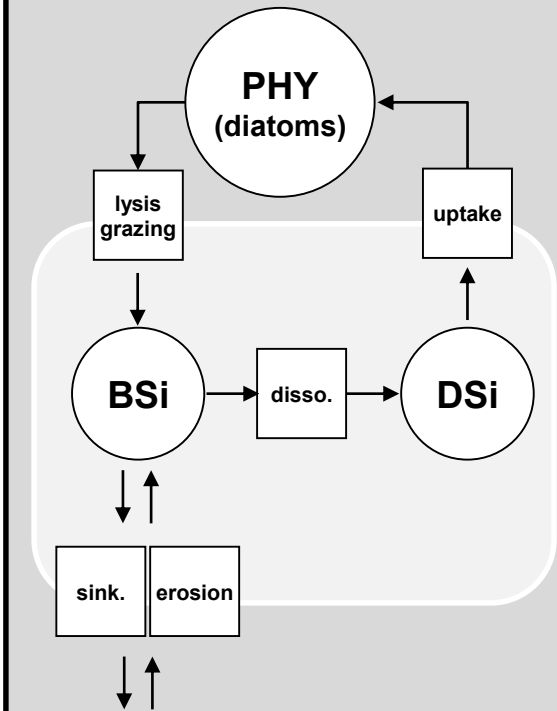 PHY
(diatoms)
lysis
grazing
uptake
BSi
disso.
DSi
sink.
erosion